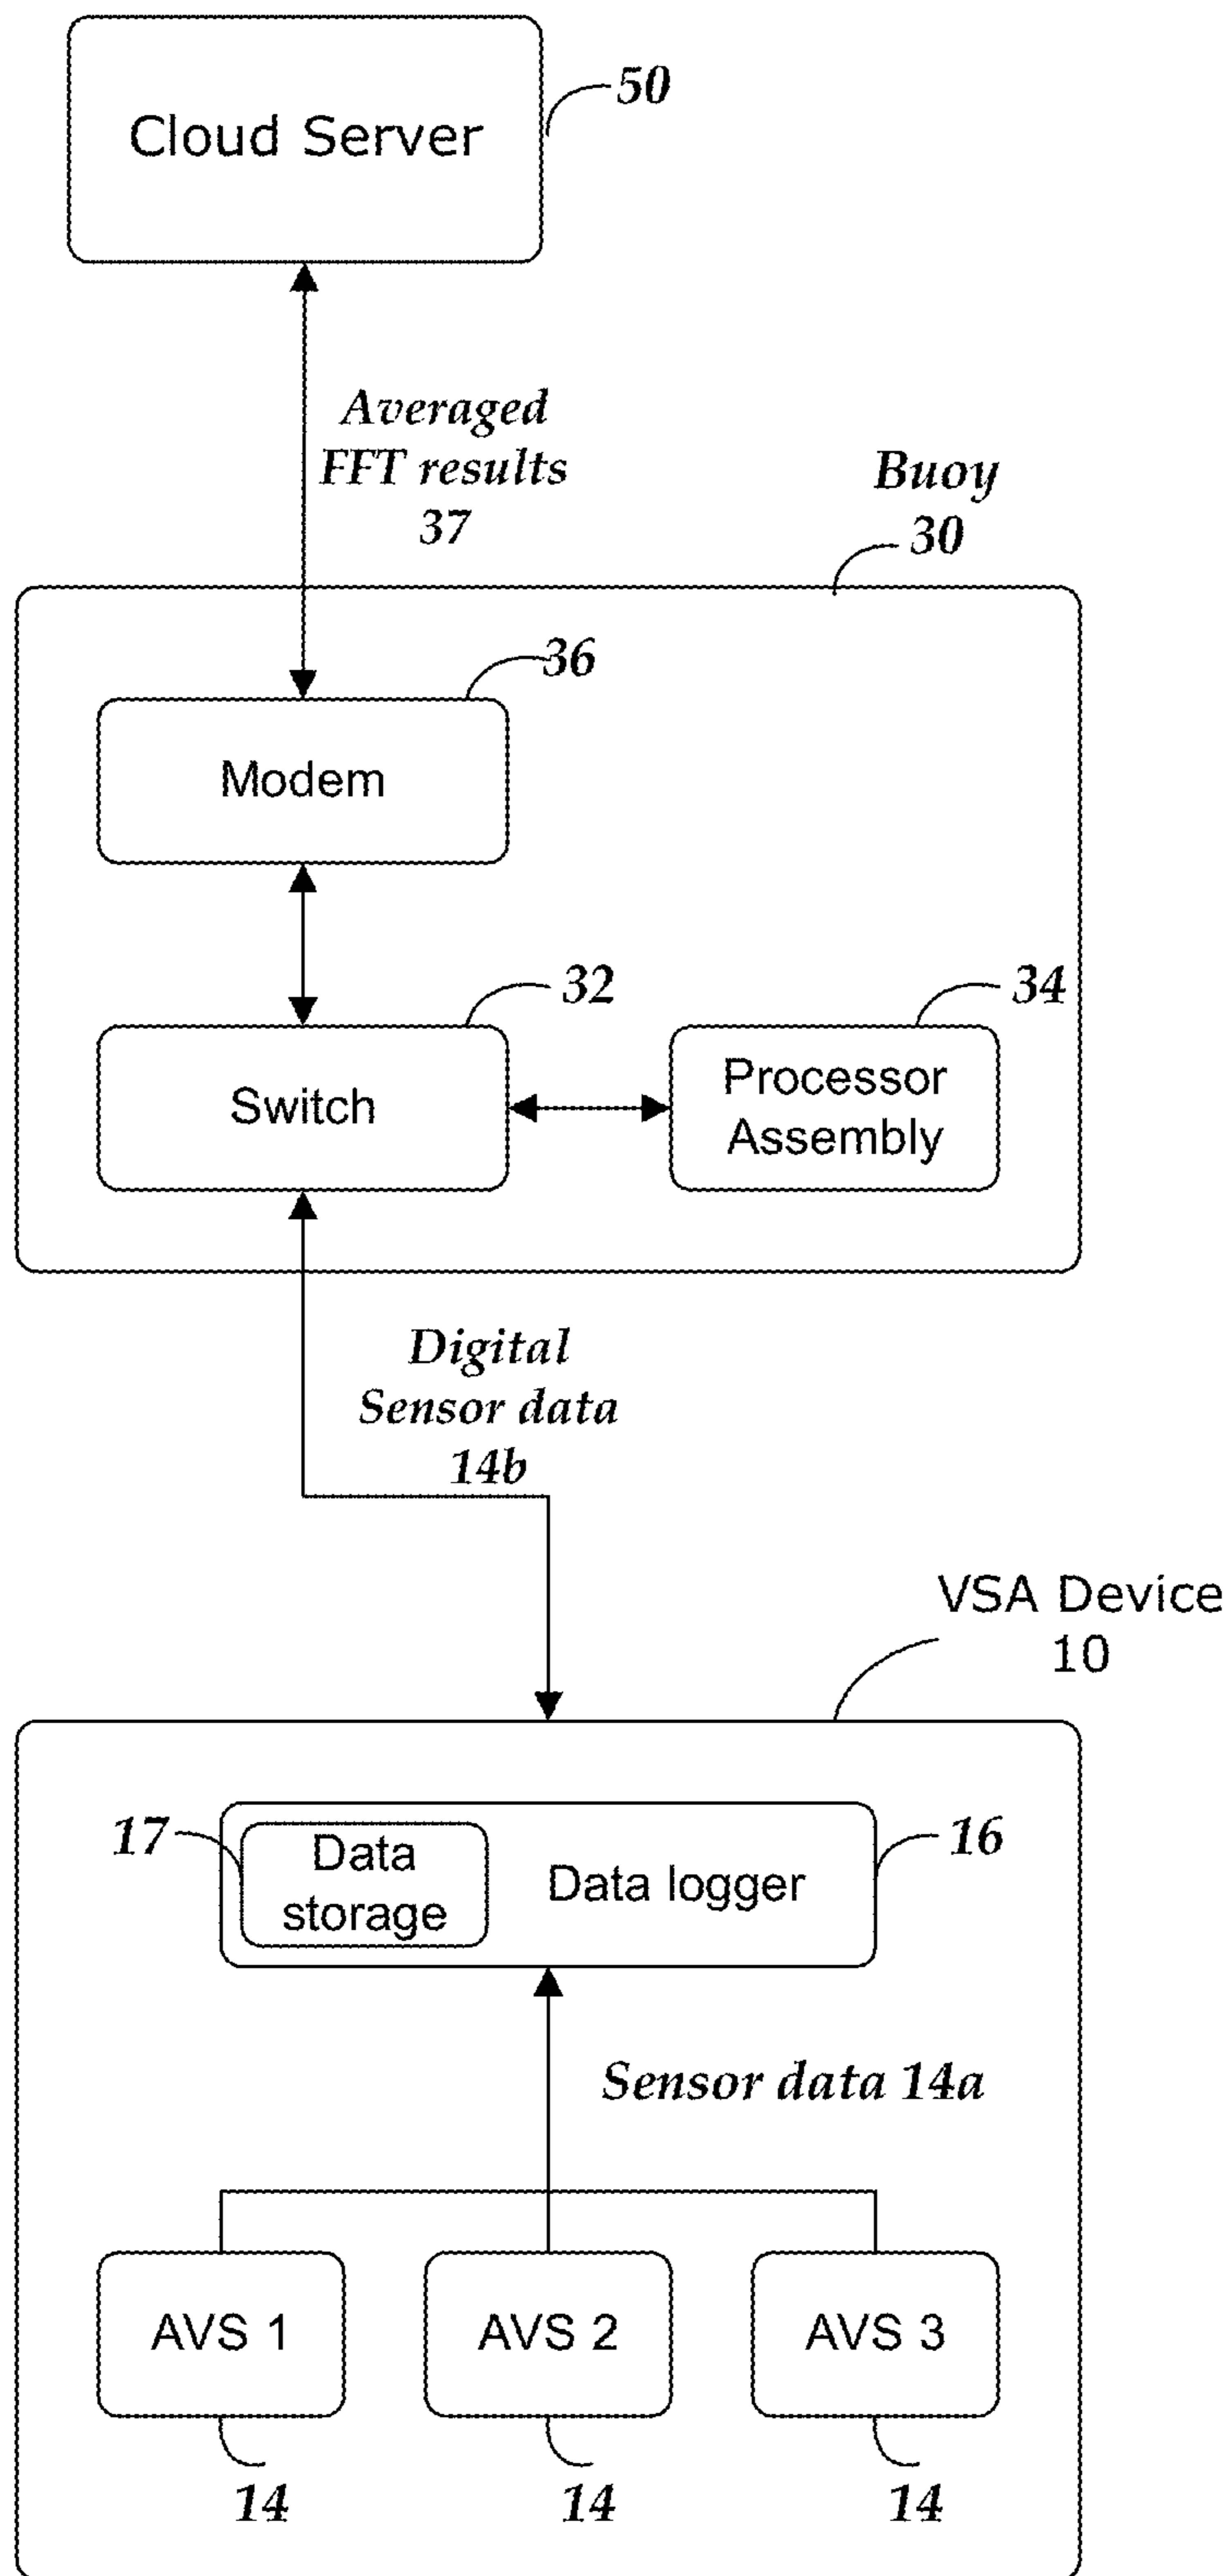 Cloud Server
50
Averaged
FFT results
37
Buoy
30
36
Modem
32
34
Switch
Processor
Assembly
Digital
Sensor data
14b
VSA Device
10
17
Data
storage
Data logger
16
Sensor data 14a
AVS 1
AVS 2
AVS 3
14
14
14